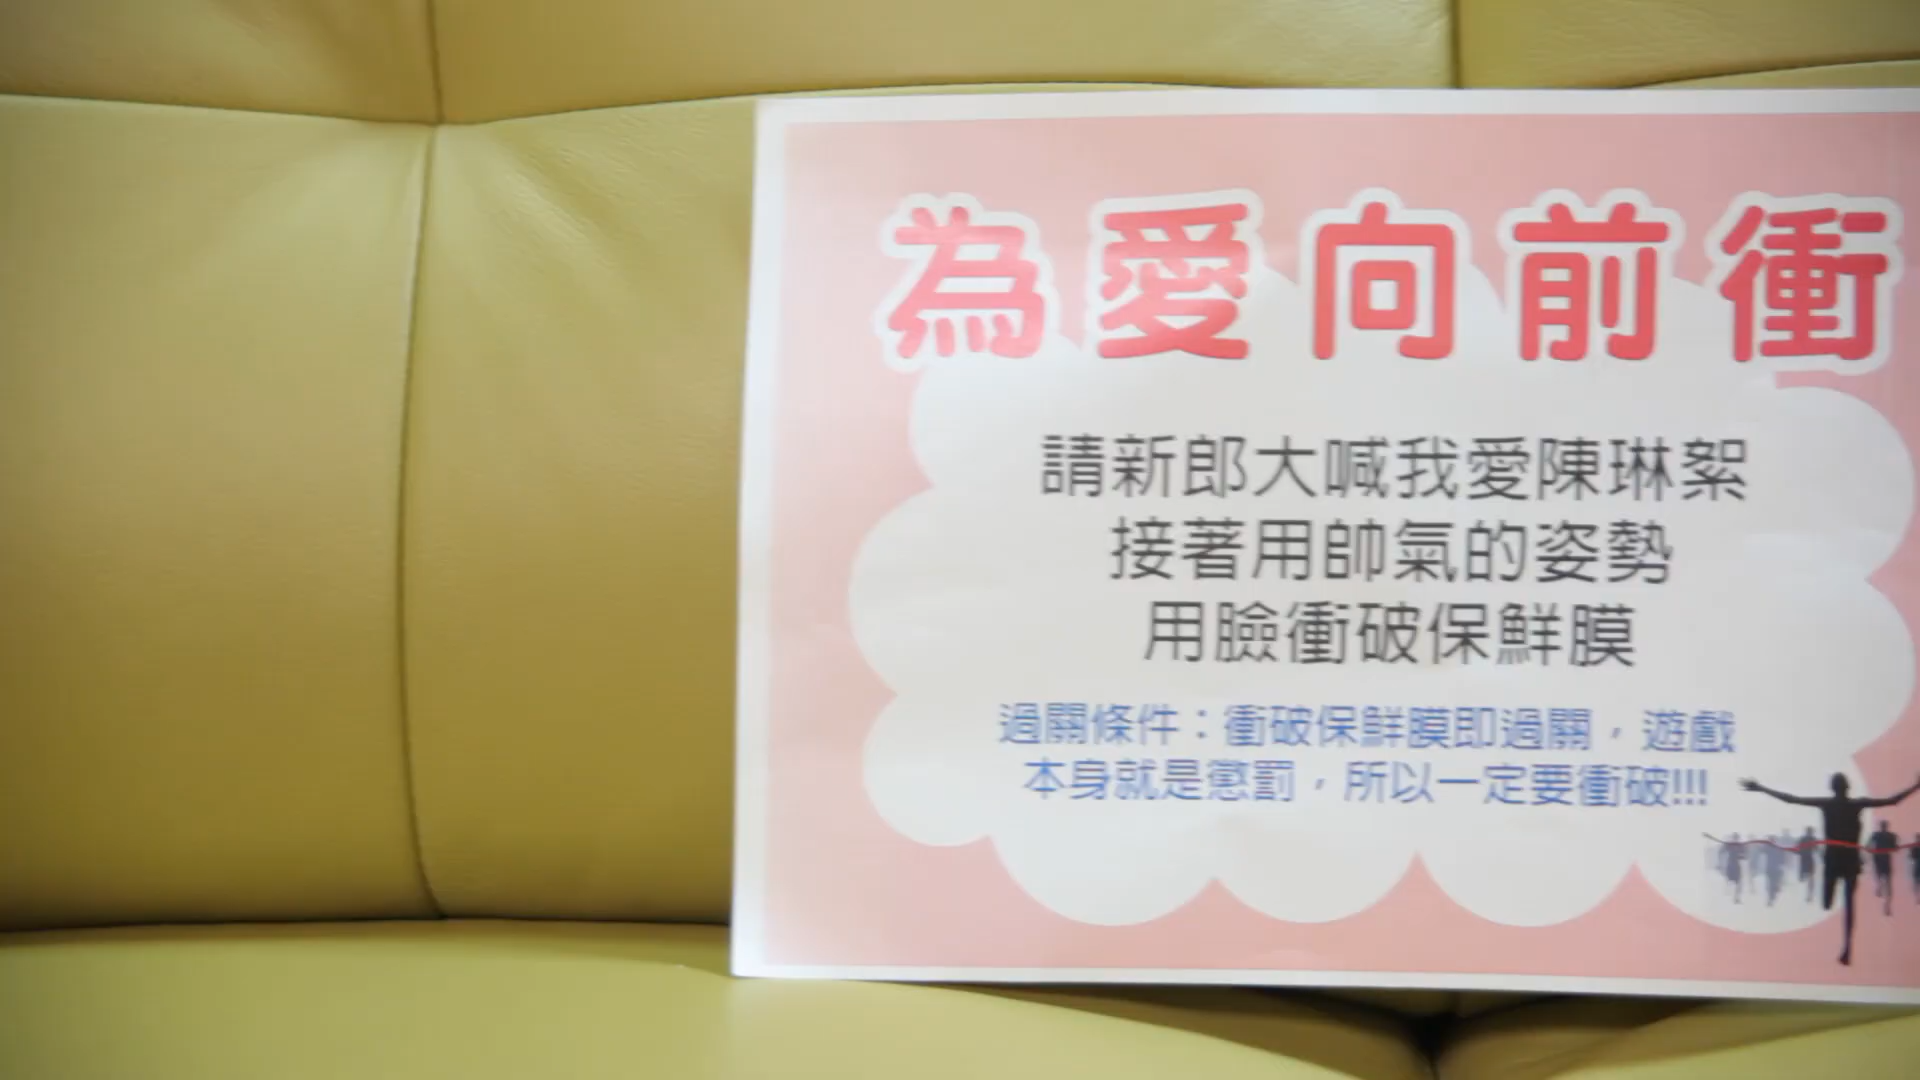 為愛向前衝
請新郎大喊我愛陳琳絮
接著用帥氣的姿勢
用臉衝破保鮮膜
過關條件：衝破保鮮膜即過關，遊戲
本身就是懲罰，所以一定要衝破!!!